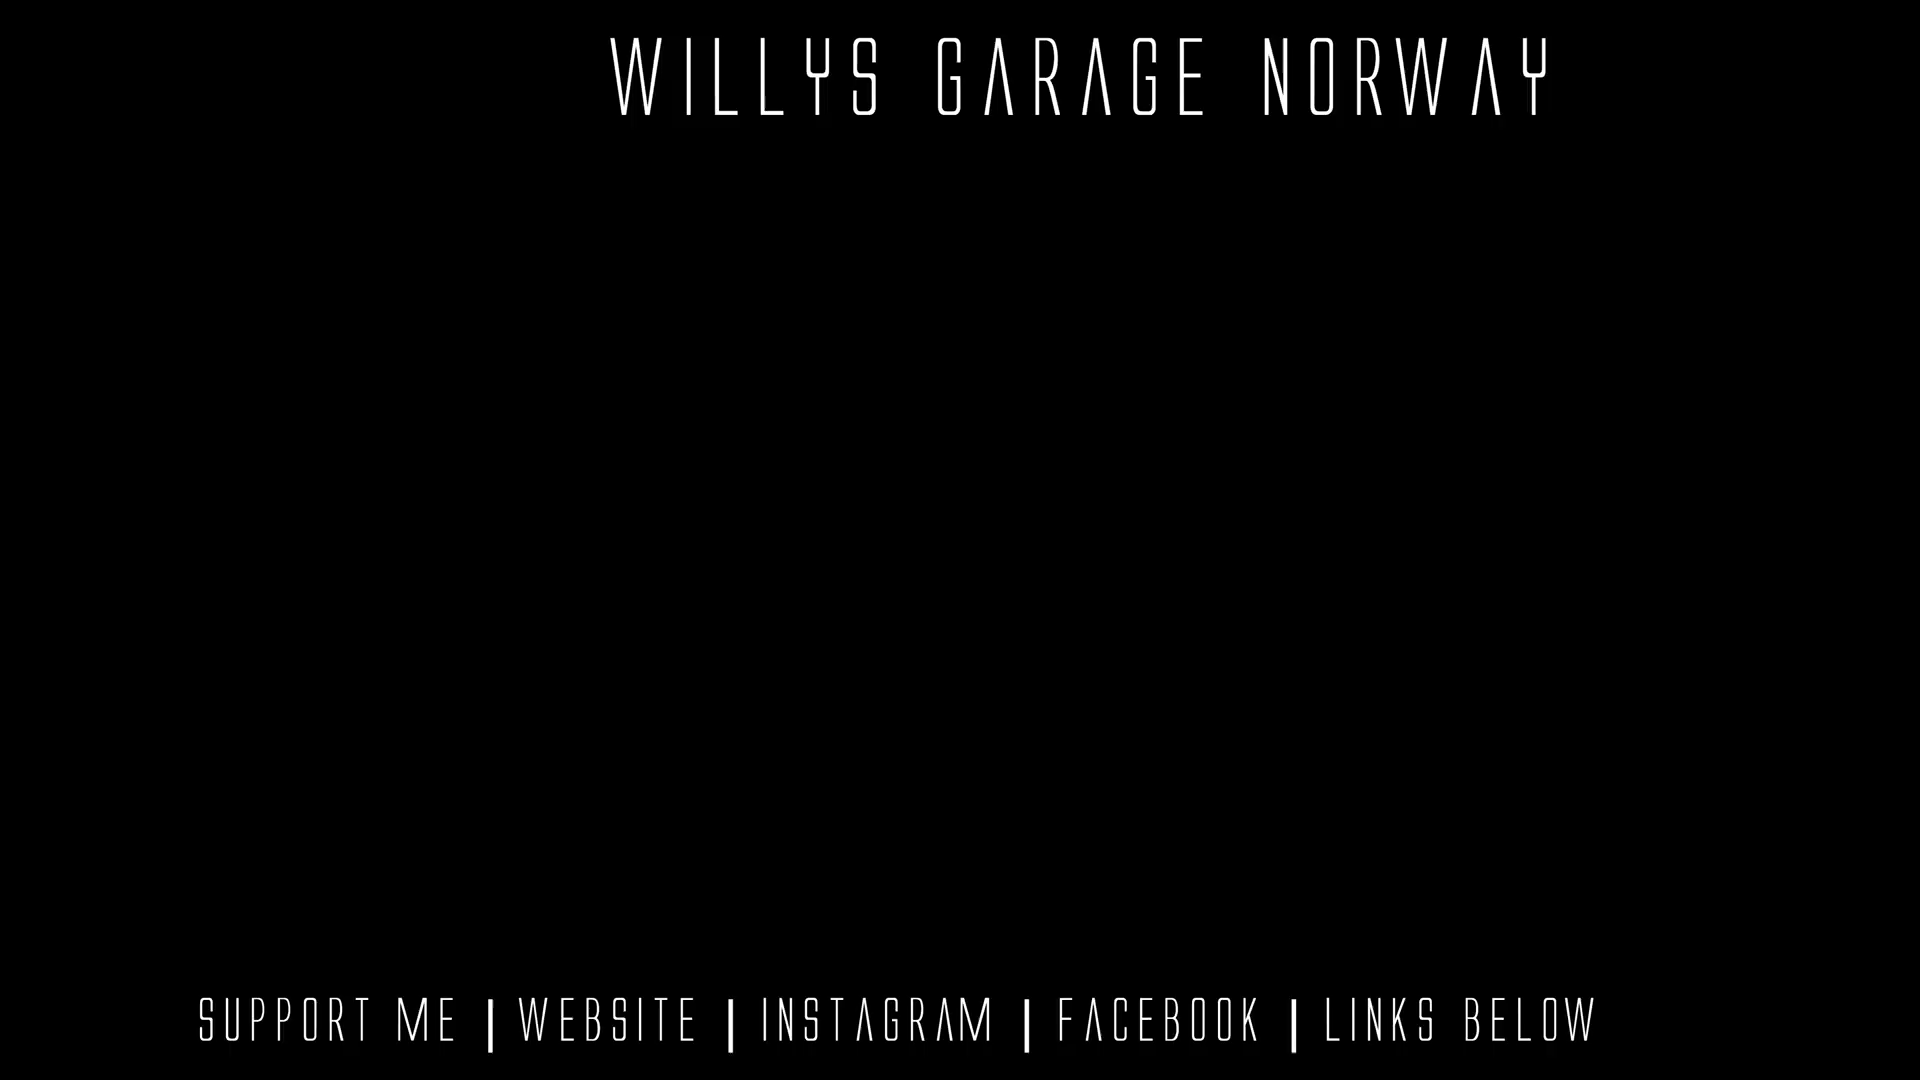 WILLYS GARAGE NORWAY
SUPPORT ME | WEBSITE | INSTAGRAM | FACEBOOK | LINKS BELOW